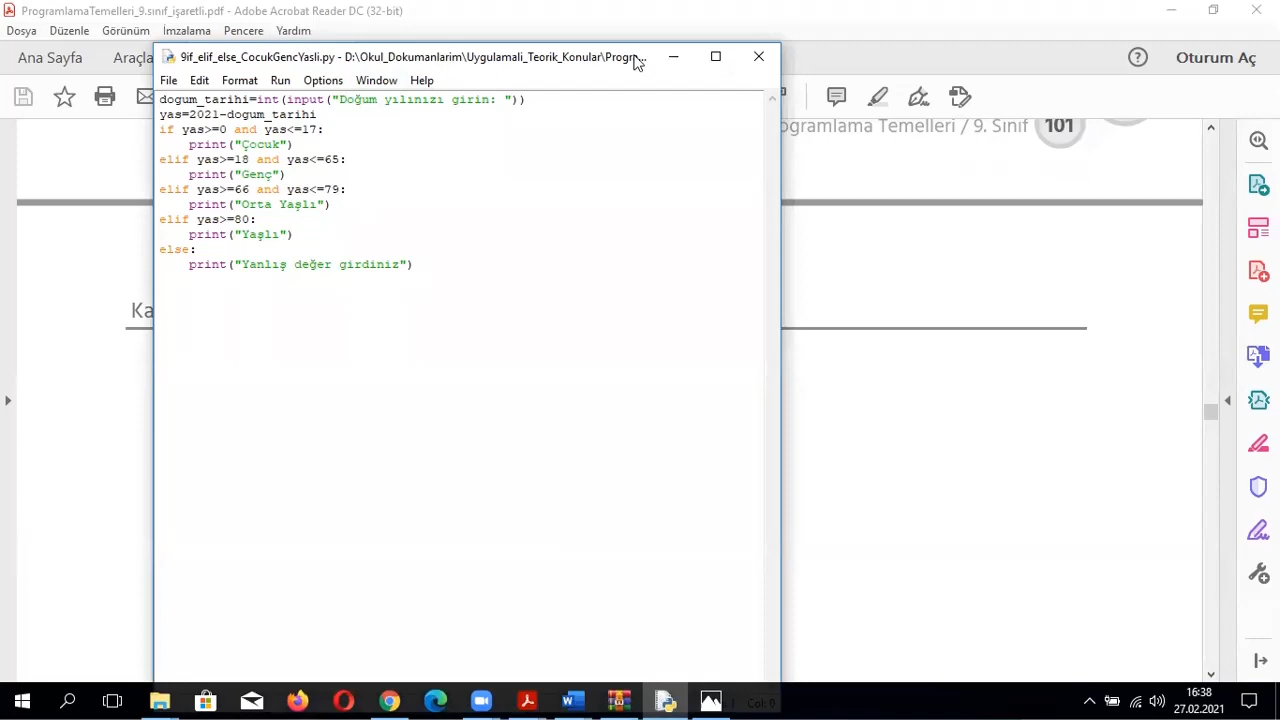 ProgramlamaTemelleri_9.sınıf_işaretli.pdf - Adobe Acrobat Reader DC (32-bit)
Dosya Düzenle Görünüm İmzalama Pencere Yardım
Ana Sayfa Araçla
Oturum Aç
9if_elif_else_CocukGencYasli.py - D:\Okul_Dokumanlarim\Uygulamali_Teorik_Konular\Progr...
File Edit Format Run Options Window Help
dogum_tarihi=int(input("Doğum yılınızı girin: "))
yas=2021-dogum_tarihi
if yas>=0 and yas<=17:
    print("Çocuk")
elif yas>=18 and yas<=65:
    print("Genç")
elif yas>=66 and yas<=79:
    print("Orta Yaşlı")
elif yas>=80:
    print("Yaşlı")
else:
    print("Yanlış değer girdiniz")
ogramlama Temelleri / 9. Sınıf 101
Ka
Col: 0
16:38
27.02.2021